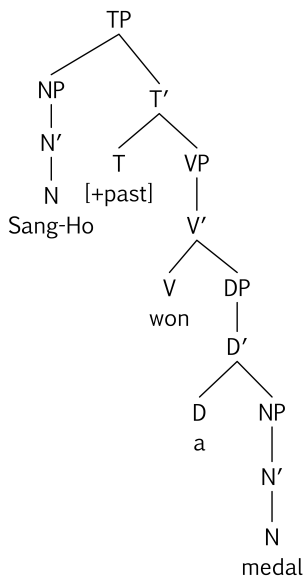 TP
NP T′
N′ T VP
N [+past]
Sang-Ho V′
V DP
won
D′
D NP
a
N′
N
medal